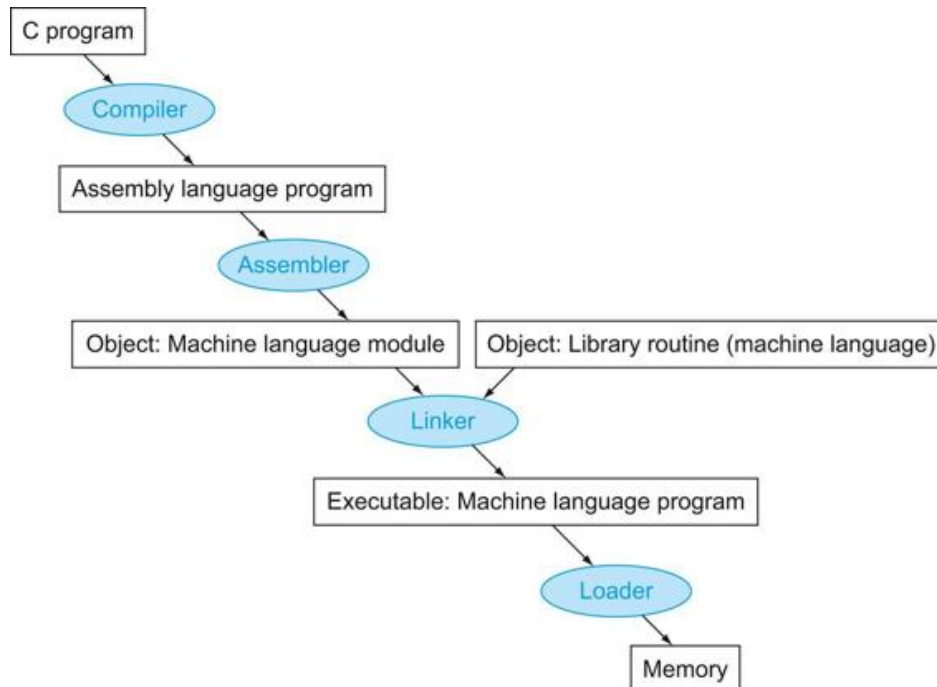 C program
Compiler
Assembly language program
Assembler
Object: Machine language module
Object: Library routine (machine language)
Linker
Executable: Machine language program
Loader
Memory